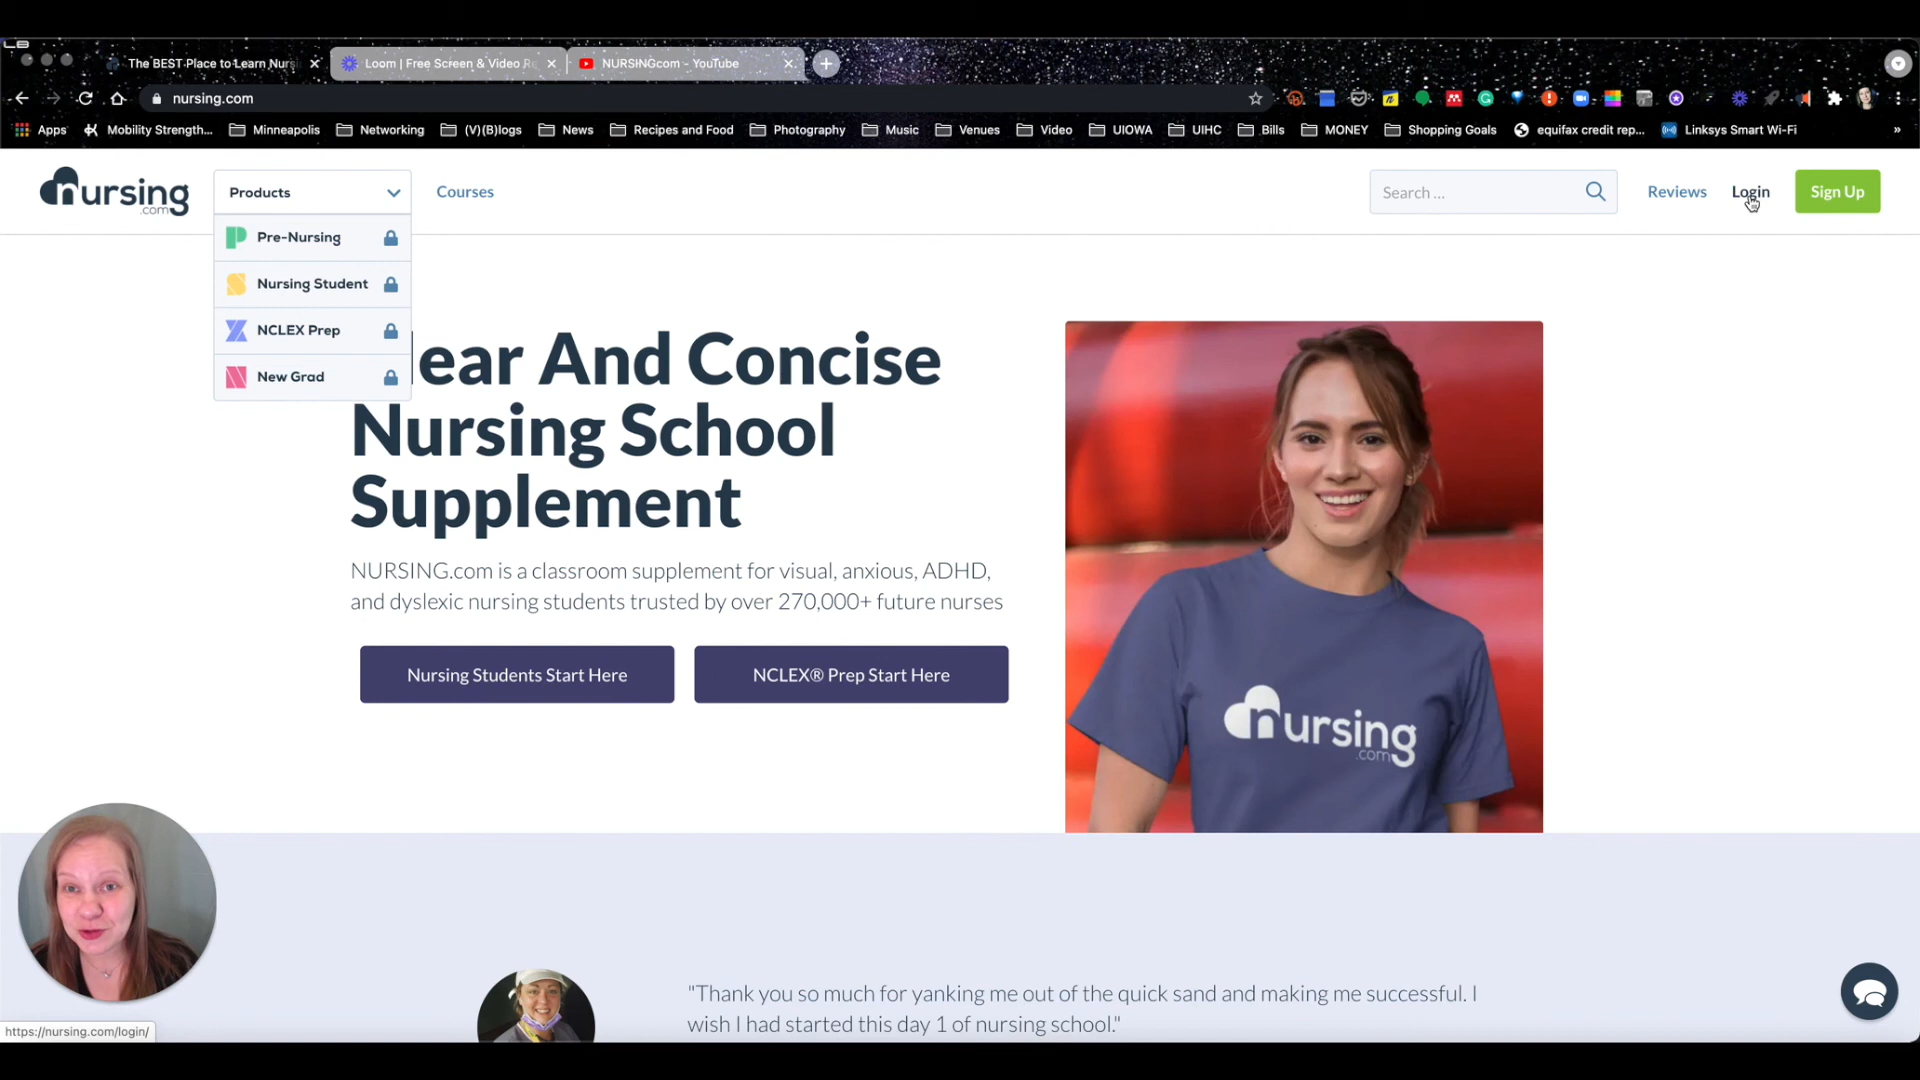 The BEST Place to Learn Nursi
Loom | Free Screen & Video Re
NURSINGcom - YouTube
nursing.com
Apps
Mobility Strength...
Minneapolis
Networking
(V)(B)logs
News
Recipes and Food
Photography
Music
Venues
Video
UIOWA
UIHC
Bills
MONEY
Shopping Goals
equifax credit rep...
Linksys Smart Wi-Fi
»
nursing
.com
Products
Courses
Search ...
Reviews
Login
Sign Up
Pre-Nursing
Nursing Student
NCLEX Prep
New Grad
lear And Concise
Nursing School
Supplement
NURSING.com is a classroom supplement for visual, anxious, ADHD,
and dyslexic nursing students trusted by over 270,000+ future nurses
Nursing Students Start Here
NCLEX® Prep Start Here
nursing
.com
"Thank you so much for yanking me out of the quick sand and making me successful. I
wish I had started this day 1 of nursing school."
https://nursing.com/login/